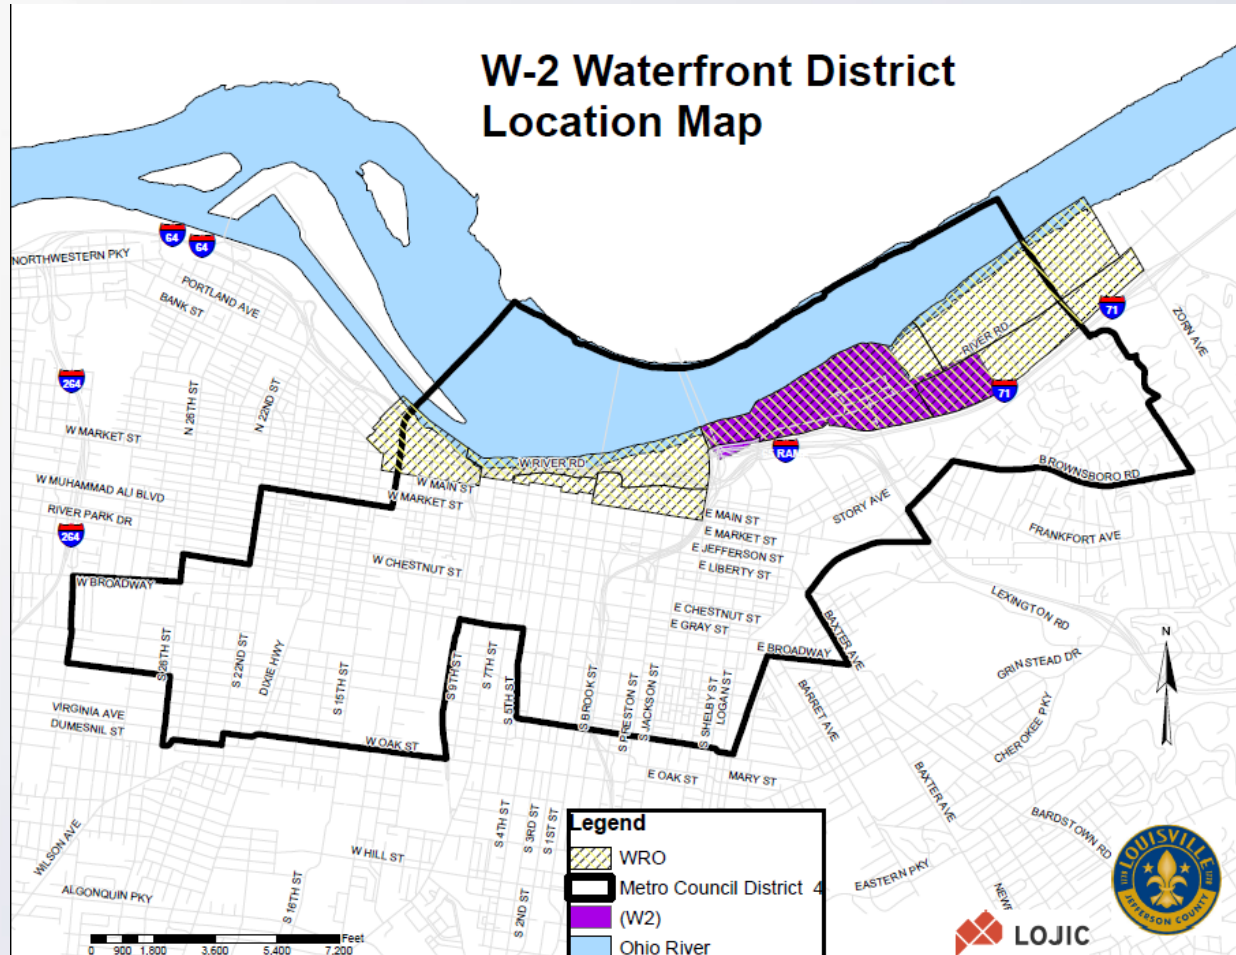 W-2 Waterfront District
Location Map
64
64
NORTHWESTERN PKY
PORTLAND AVE
BANK ST
71
ZORN AVE
RIVER RD
264
N 26TH ST
N 22ND ST
71
W MARKET ST
W RIVER RD
RAM
BROWNSBORO RD
W MUHAMMAD ALI BLVD
W MAIN ST
W MARKET ST
RIVER PARK DR
E MAIN ST
STORY AVE
264
E MARKET ST
FRANKFORT AVE
E JEFFERSON ST
W CHESTNUT ST
E LIBERTY ST
W BROADWAY
LEXINGTON RD
E CHESTNUT ST
E GRAY ST
BAXTER AVE
E BROADWAY
N
S 26TH ST
S 22ND ST
DIXIE HWY
S 15TH ST
S 9TH ST
S 7TH ST
S 5TH ST
S BROOK ST
S PRESTON ST
S JACKSON ST
S SHELBY ST
LOGAN ST
BARRET AVE
GRINSTEAD DR
CHEROKEE PKY
VIRGINIA AVE
DUMESNIL ST
W OAK ST
E OAK ST
MARY ST
BAXTER AVE
BARDSTOWN RD
WILSON AVE
W HILL ST
S 4TH ST
S 3RD ST
S 1ST ST
ALGONQUIN PKY
S 16TH ST
S 2ND ST
EASTERN PKY
Legend
WRO
Metro Council District 4
(W2)
Ohio River
Feet
0 900 1,800 3,600 5,400 7,200
LOJIC
LOUISVILLE
1778
JEFFERSON COUNTY